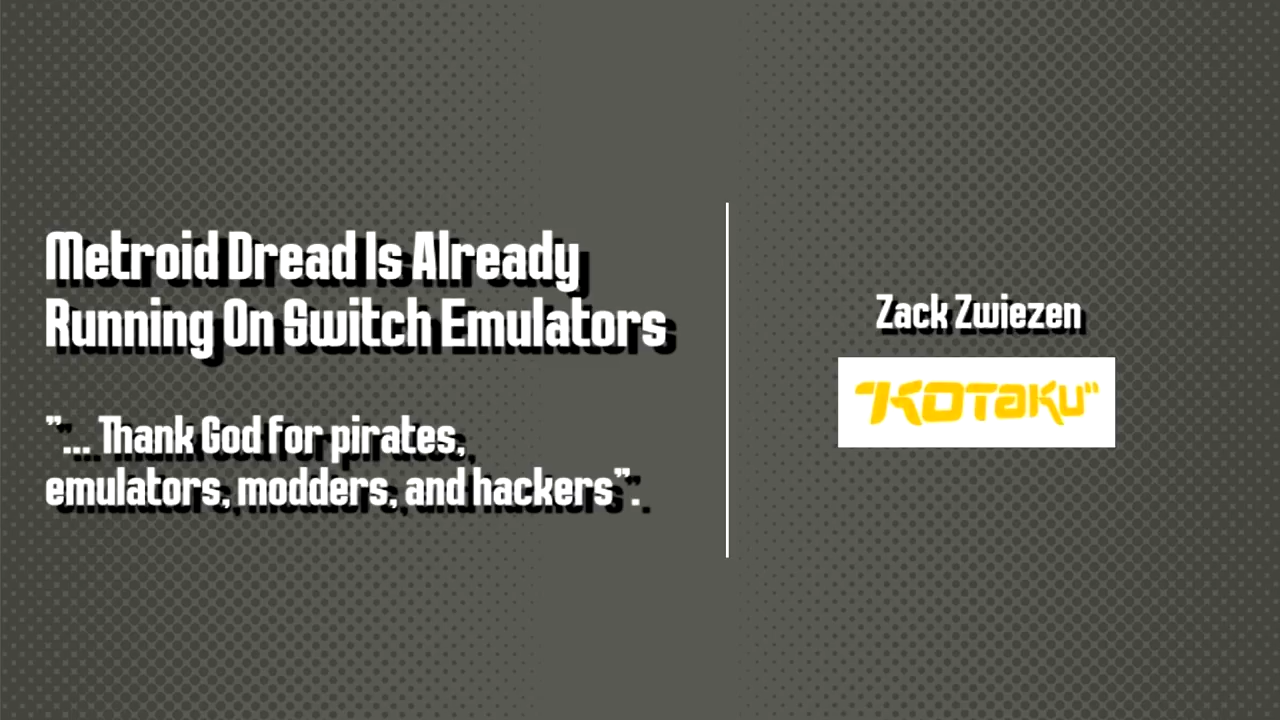 Metroid Dread Is Already
Running On Switch Emulators
"... Thank God for pirates,
emulators, modders, and hackers".
Zack Zwiezen
"KOTaKU"